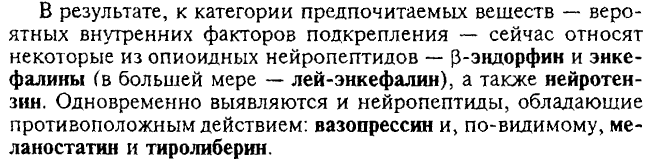 В результате, к категории предпочитаемых веществ — веро-
ятных внутренних факторов подкрепления — сейчас относят
некоторые из опиоидных нейропептидов — β-эндорфин и энке-
фалины (в большей мере — лей-энкефалин), а также нейротен-
зин. Одновременно выявляются и нейропептиды, обладающие
противоположным действием: вазопрессин и, по-видимому, ме-
ланостатин и тиролиберин.